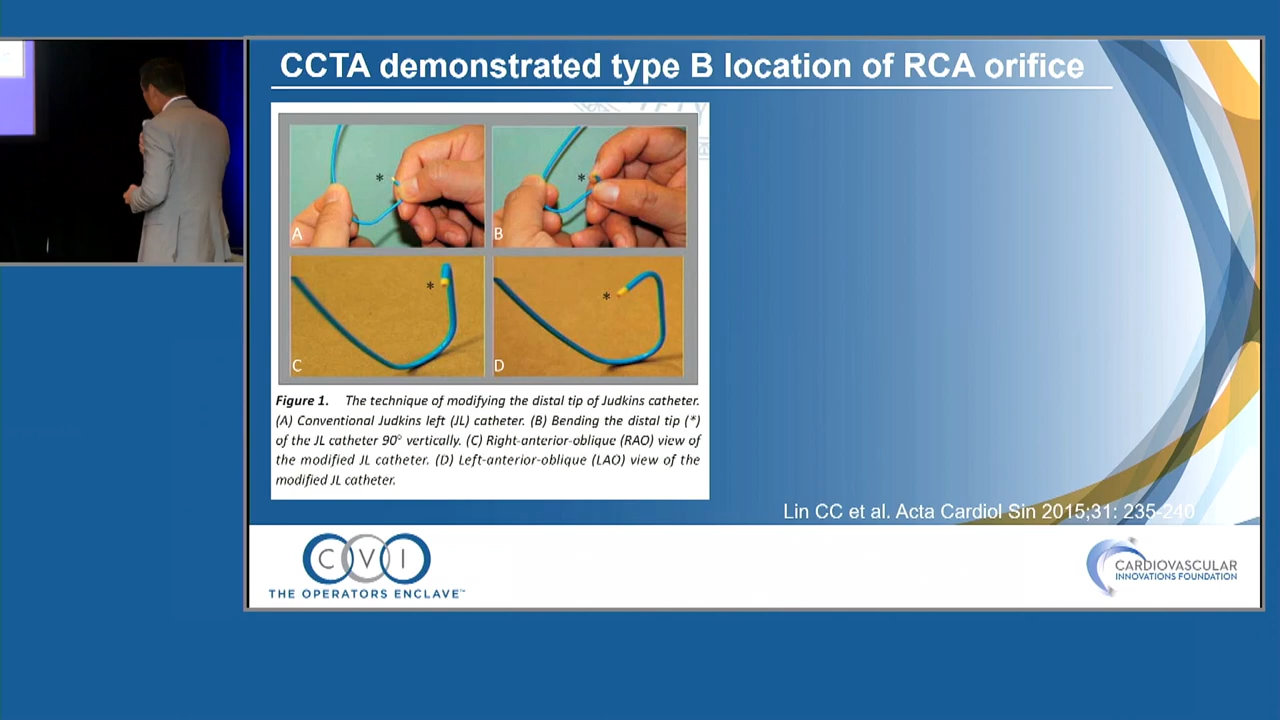 CCTA demonstrated type B location of RCA orifice
*
*
A
B
*
*
C
D
Figure 1. The technique of modifying the distal tip of Judkins catheter.
(A) Conventional Judkins left (JL) catheter. (B) Bending the distal tip (*)
of the JL catheter 90° vertically. (C) Right-anterior-oblique (RAO) view of
the modified JL catheter. (D) Left-anterior-oblique (LAO) view of the
modified JL catheter.
Lin CC et al. Acta Cardiol Sin 2015;31: 235-240
CVI
THE OPERATORS ENCLAVE™
CARDIOVASCULAR
INNOVATIONS FOUNDATION